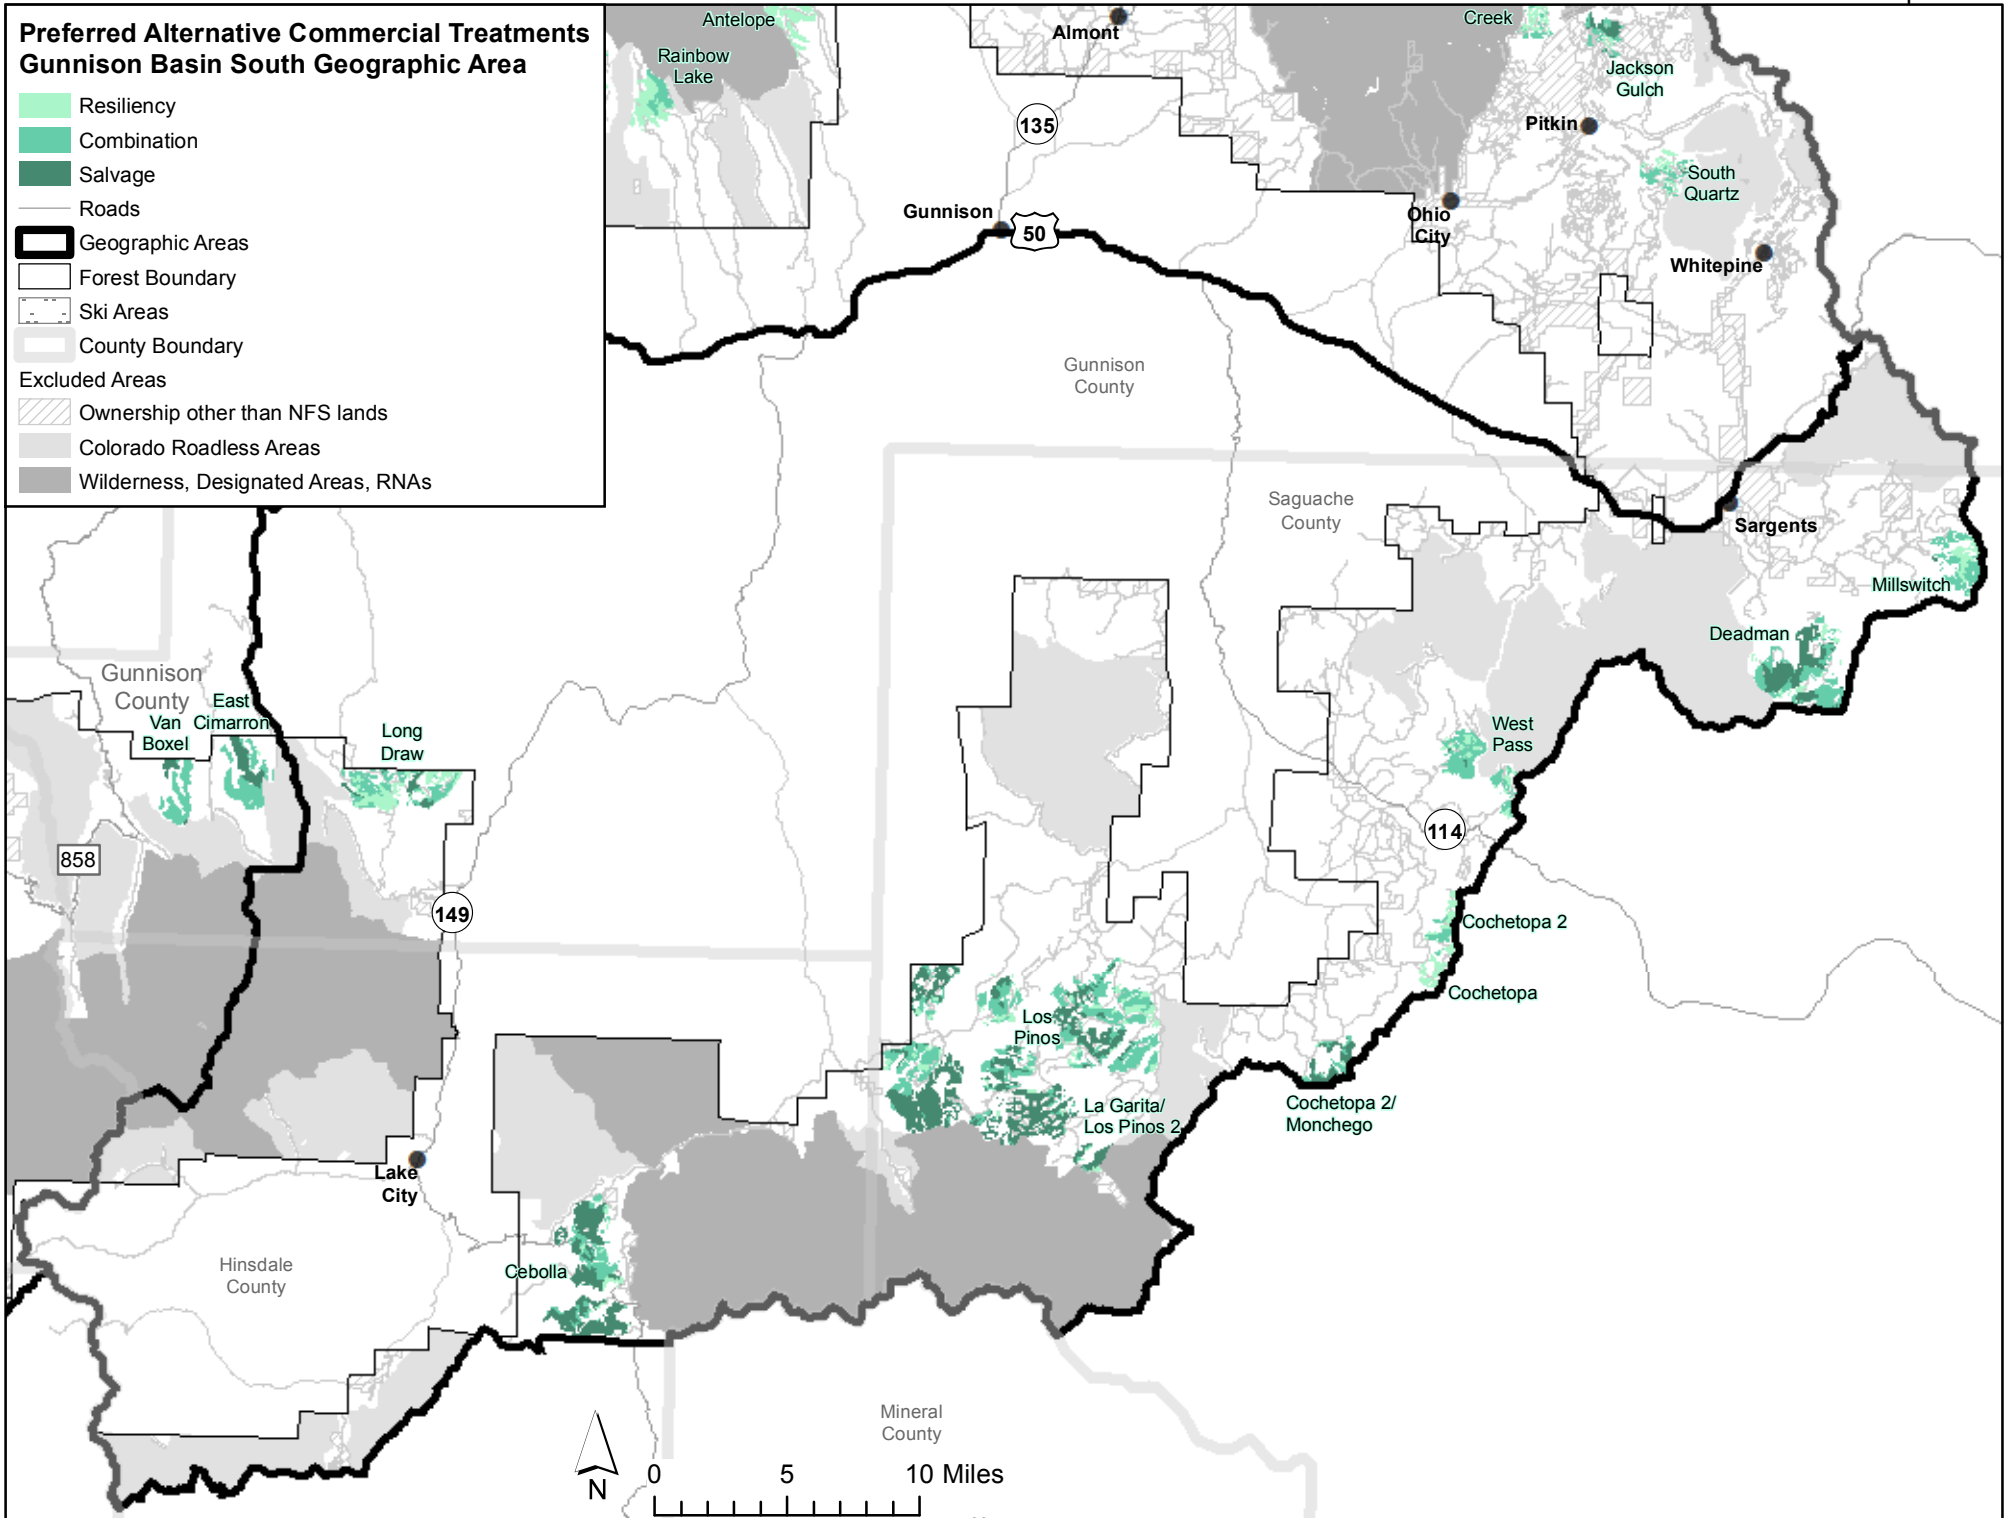 Preferred Alternative Commercial Treatments
Gunnison Basin South Geographic Area
Resiliency
Combination
Salvage
Roads
Geographic Areas
Forest Boundary
Ski Areas
County Boundary
Excluded Areas
Ownership other than NFS lands
Colorado Roadless Areas
Wilderness, Designated Areas, RNAs
Antelope
Rainbow
Lake
Almont
Creek
Jackson
Gulch
135
Pitkin
South
Quartz
Gunnison
50
Ohio
City
Whitepine
Gunnison
County
Saguache
County
Sargents
Millswitch
Deadman
Gunnison
County
Van
Boxel
East
Cimarron
Long
Draw
West
Pass
114
858
149
Cochetopa 2
Cochetopa
Los
Pinos
La Garita/
Los Pinos 2
Cochetopa 2/
Monchego
Lake
City
Hinsdale
County
Cebolla
Mineral
County
N
0
5
10 Miles